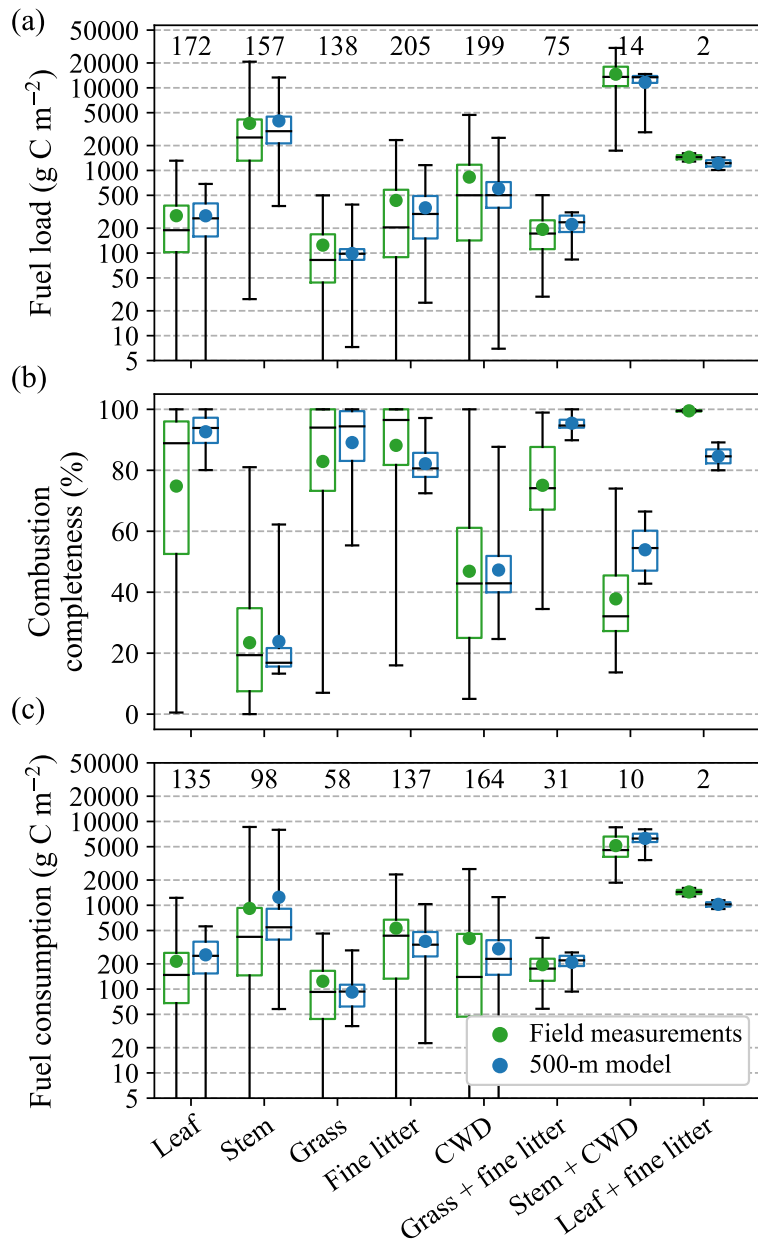 (a)
172 157 138 205 199 75 14 2
50000
20000
10000
5000
2000
1000
500
200
100
50
20
10
5
Fuel load (g C m⁻²)
(b)
100
80
60
40
20
0
Combustion
completeness (%)
(c)
135 98 58 137 164 31 10 2
50000
20000
10000
5000
2000
1000
500
200
100
50
20
10
5
Fuel consumption (g C m⁻²)
Field measurements
500-m model
Leaf
Stem
Grass
Fine litter
CWD
Grass + fine litter
Stem + CWD
Leaf + fine litter